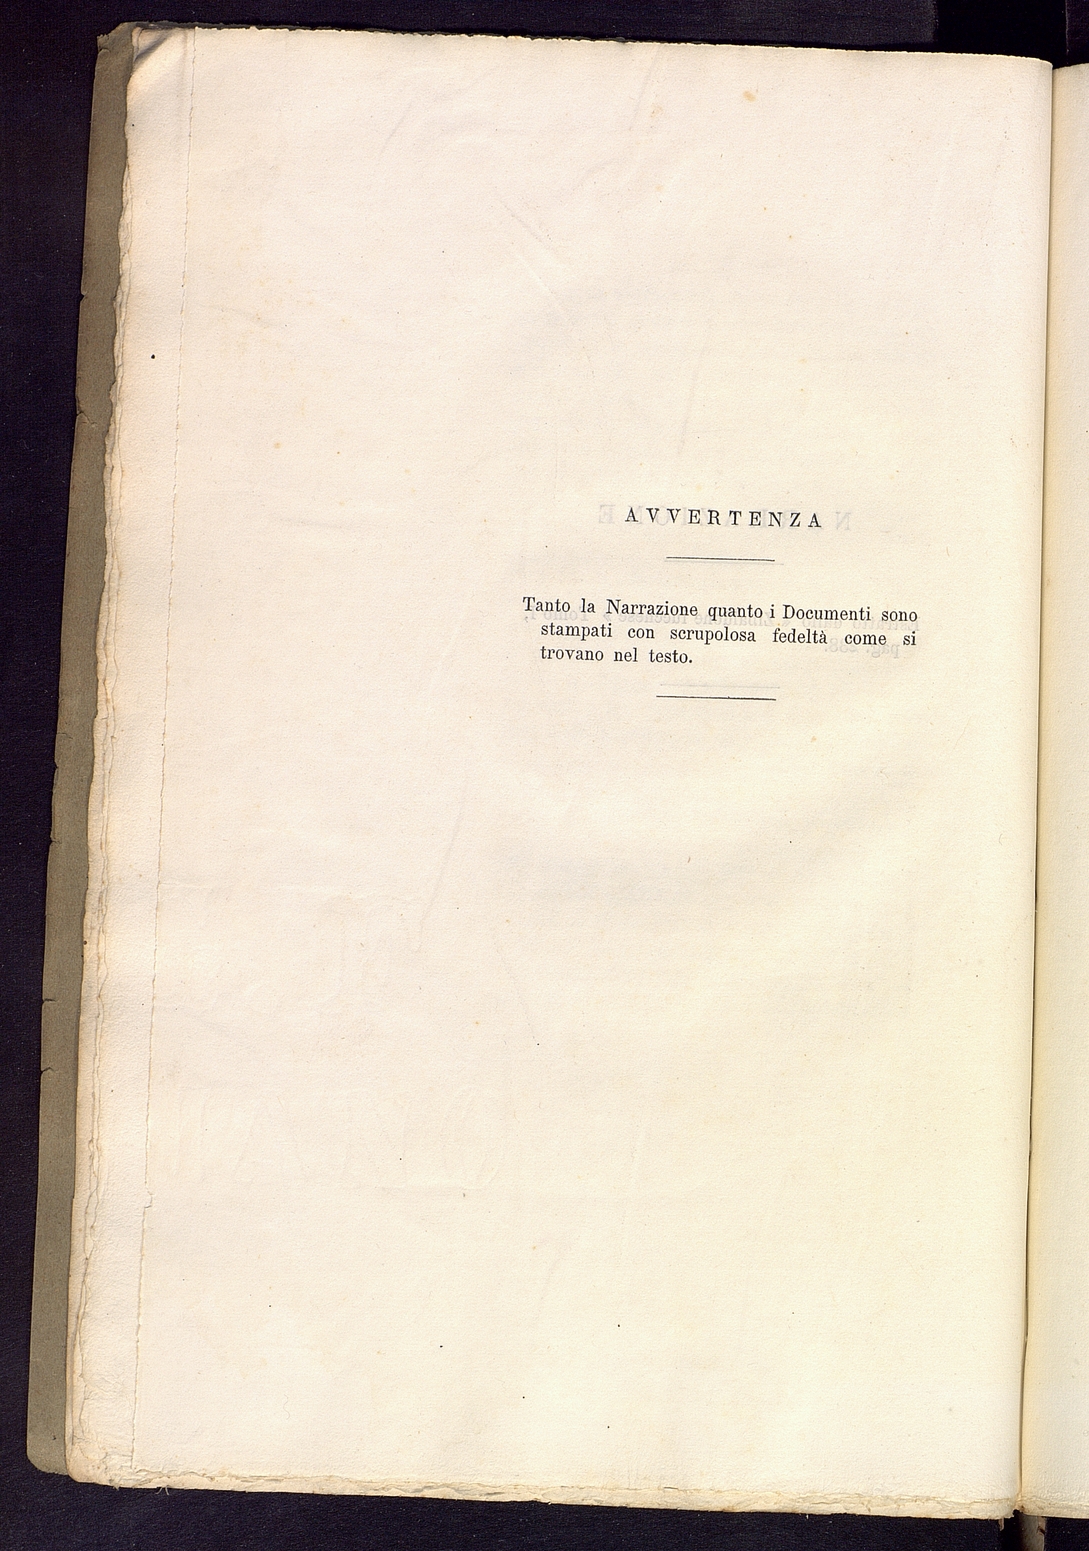 AVVERTENZA
Tanto la Narrazione quanto i Documenti sono
stampati con scrupolosa fedeltà come si
trovano nel testo.